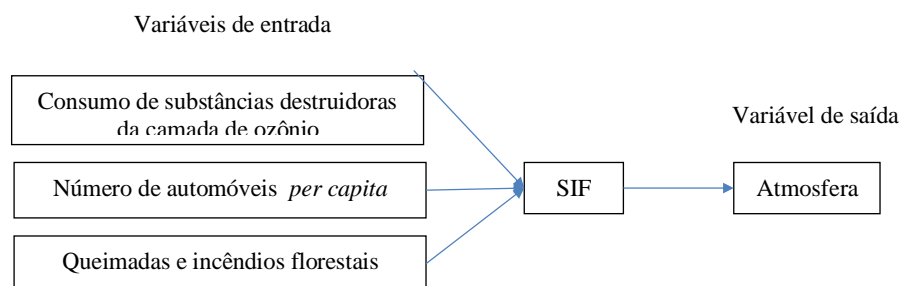 Variáveis de entrada
Consumo de substâncias destruidoras
da camada de ozônio
Variável de saída
Número de automóveis per capita
SIF
Atmosfera
Queimadas e incêndios florestais